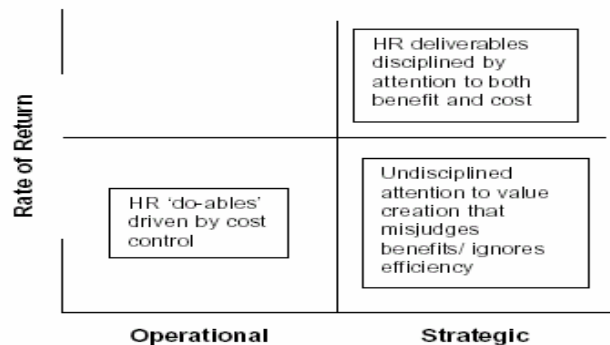 HR deliverables
disciplined by
attention to both
benefit and cost
Rate of Return
HR ‘do-ables’
driven by cost
control
Undisciplined
attention to value
creation that
misjudges
benefits/ ignores
efficiency
Operational
Strategic